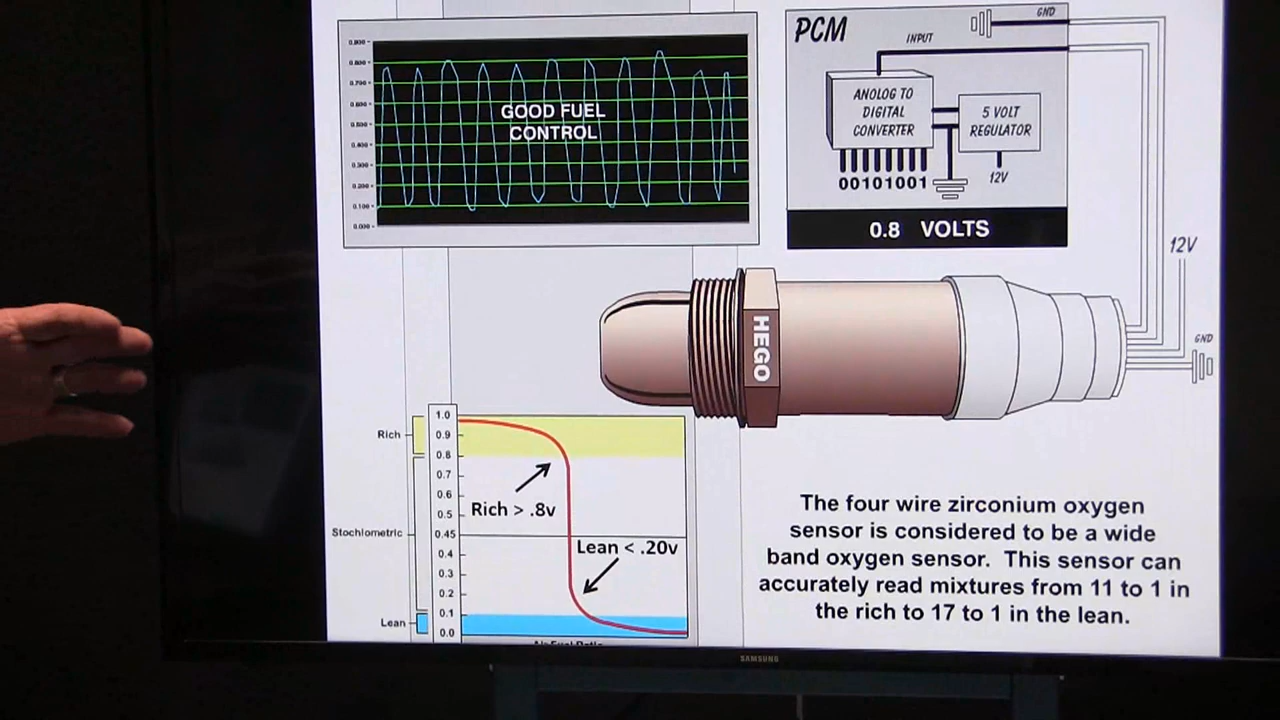 0.900
0.800
0.700
0.600
0.500
0.400
0.300
0.200
0.100
0.000
GOOD FUEL
CONTROL
PCM
GND
INPUT
ANOLOG TO
DIGITAL
CONVERTER
5 VOLT
REGULATOR
00101001
12V
0.8 VOLTS
12V
GND
HEGO
Rich
Stochlometric
Lean
1.0
0.9
0.8
0.7
0.6
0.5
0.45
0.4
0.3
0.2
0.1
0.0
Rich > .8v
Lean < .20v
The four wire zirconium oxygen
sensor is considered to be a wide
band oxygen sensor. This sensor can
accurately read mixtures from 11 to 1 in
the rich to 17 to 1 in the lean.
SAMSUNG